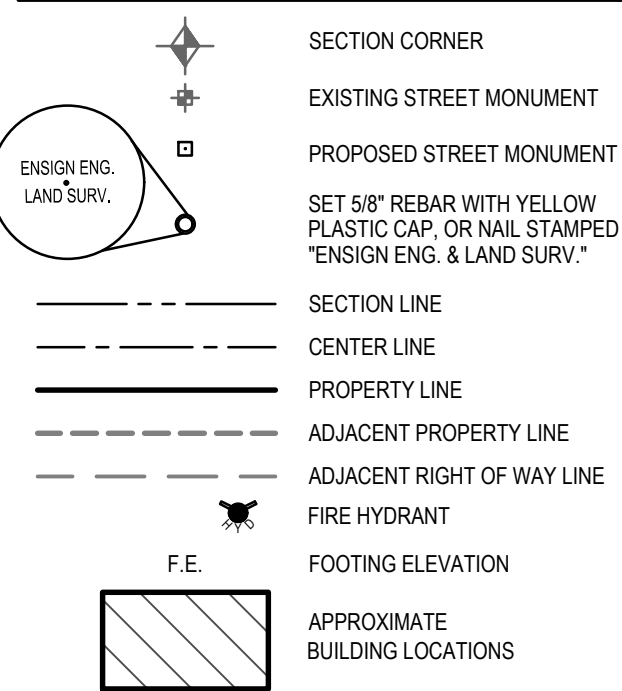 SECTION CORNER
EXISTING STREET MONUMENT
PROPOSED STREET MONUMENT
ENSIGN ENG.
LAND SURV.
SET 5/8" REBAR WITH YELLOW
PLASTIC CAP, OR NAIL STAMPED
"ENSIGN ENG. & LAND SURV."
SECTION LINE
CENTER LINE
PROPERTY LINE
ADJACENT PROPERTY LINE
ADJACENT RIGHT OF WAY LINE
HYD
FIRE HYDRANT
F.E.
FOOTING ELEVATION
APPROXIMATE
BUILDING LOCATIONS